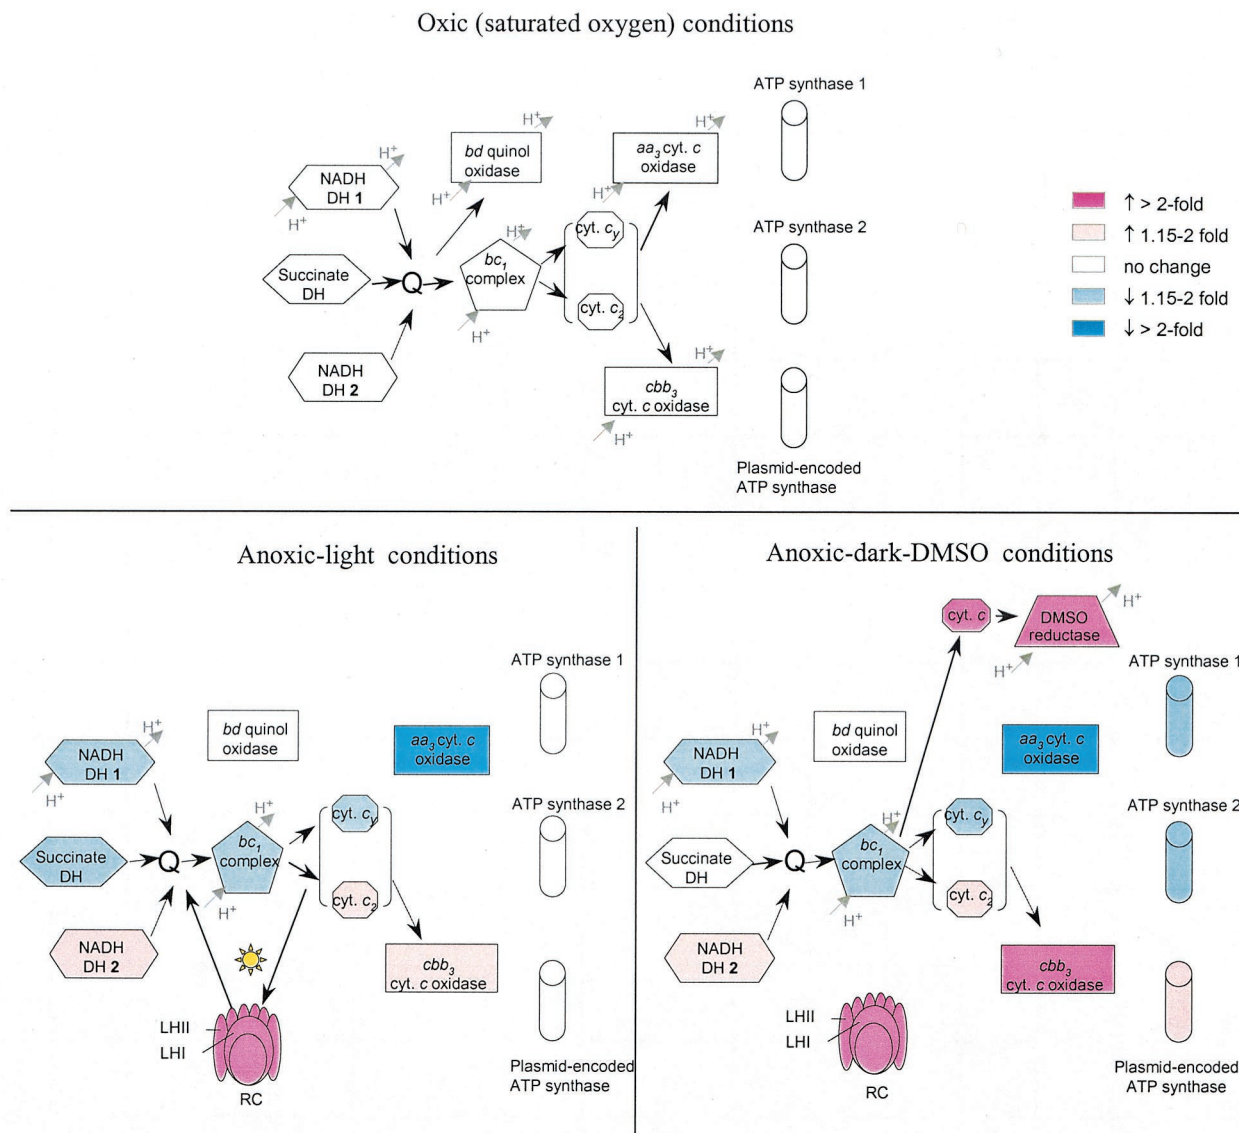 Oxic (saturated oxygen) conditions
ATP synthase 1
H⁺
bd quinol
oxidase
H⁺
H⁺
aa₃ cyt. c
oxidase
H⁺
H⁺
NADH
DH 1
H⁺
ATP synthase 2
cyt. c_y
H⁺
bc₁
complex
H⁺
Succinate
DH
Q
cyt. c₂
NADH
DH 2
H⁺
cbb₃
cyt. c oxidase
H⁺
Plasmid-encoded
ATP synthase
↑ > 2-fold
↑ 1.15-2 fold
no change
↓ 1.15-2 fold
↓ > 2-fold
Anoxic-light conditions
ATP synthase 1
bd quinol
oxidase
aa₃ cyt. c
oxidase
H⁺
NADH
DH 1
H⁺
ATP synthase 2
H⁺
cyt. c_y
bc₁
complex
H⁺
Succinate
DH
Q
cyt. c₂
NADH
DH 2
cbb₃
cyt. c oxidase
LHII
LHI
RC
Plasmid-encoded
ATP synthase
Anoxic-dark-DMSO conditions
cyt. c
DMSO
reductase
H⁺
H⁺
ATP synthase 1
bd quinol
oxidase
aa₃ cyt. c
oxidase
H⁺
NADH
DH 1
H⁺
ATP synthase 2
H⁺
cyt. c_y
bc₁
complex
H⁺
Succinate
DH
Q
cyt. c₂
NADH
DH 2
cbb₃
cyt. c oxidase
LHII
LHI
RC
Plasmid-encoded
ATP synthase